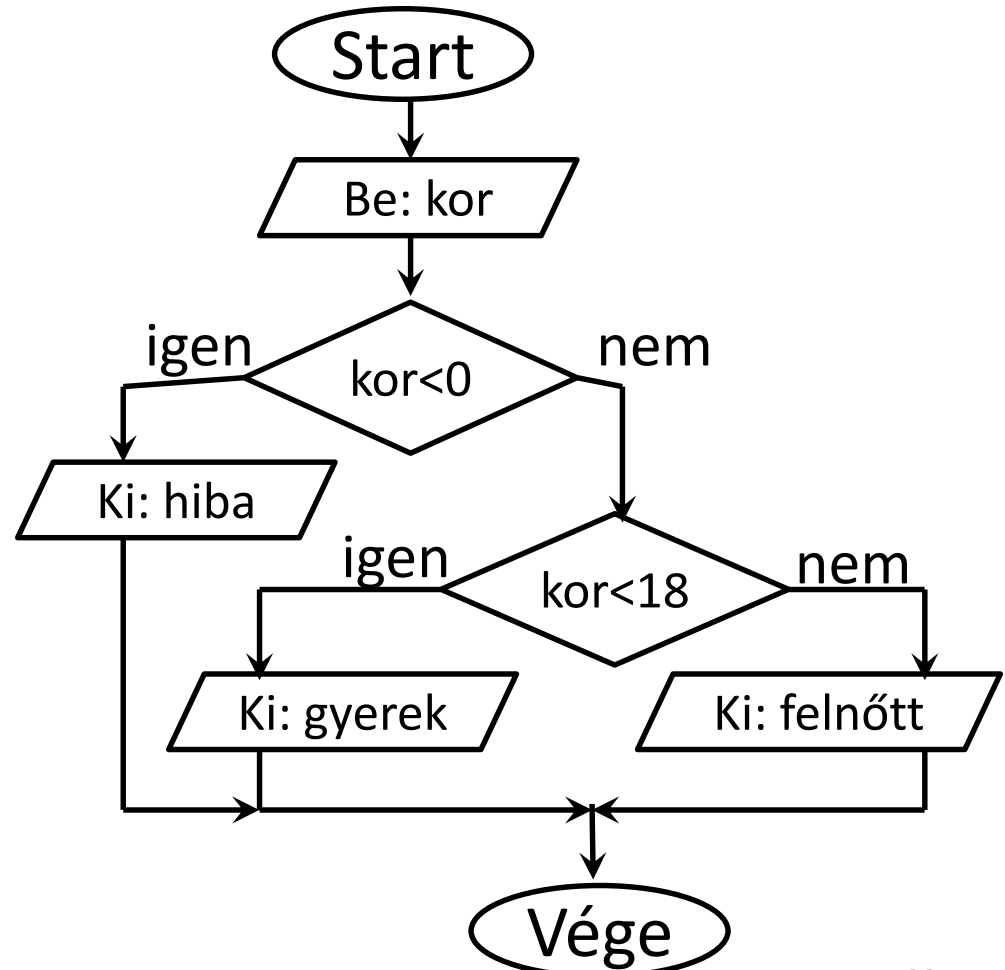 Start
Be: kor
igen
nem
kor<0
Ki: hiba
igen
nem
kor<18
Ki: gyerek
Ki: felnőtt
Vége